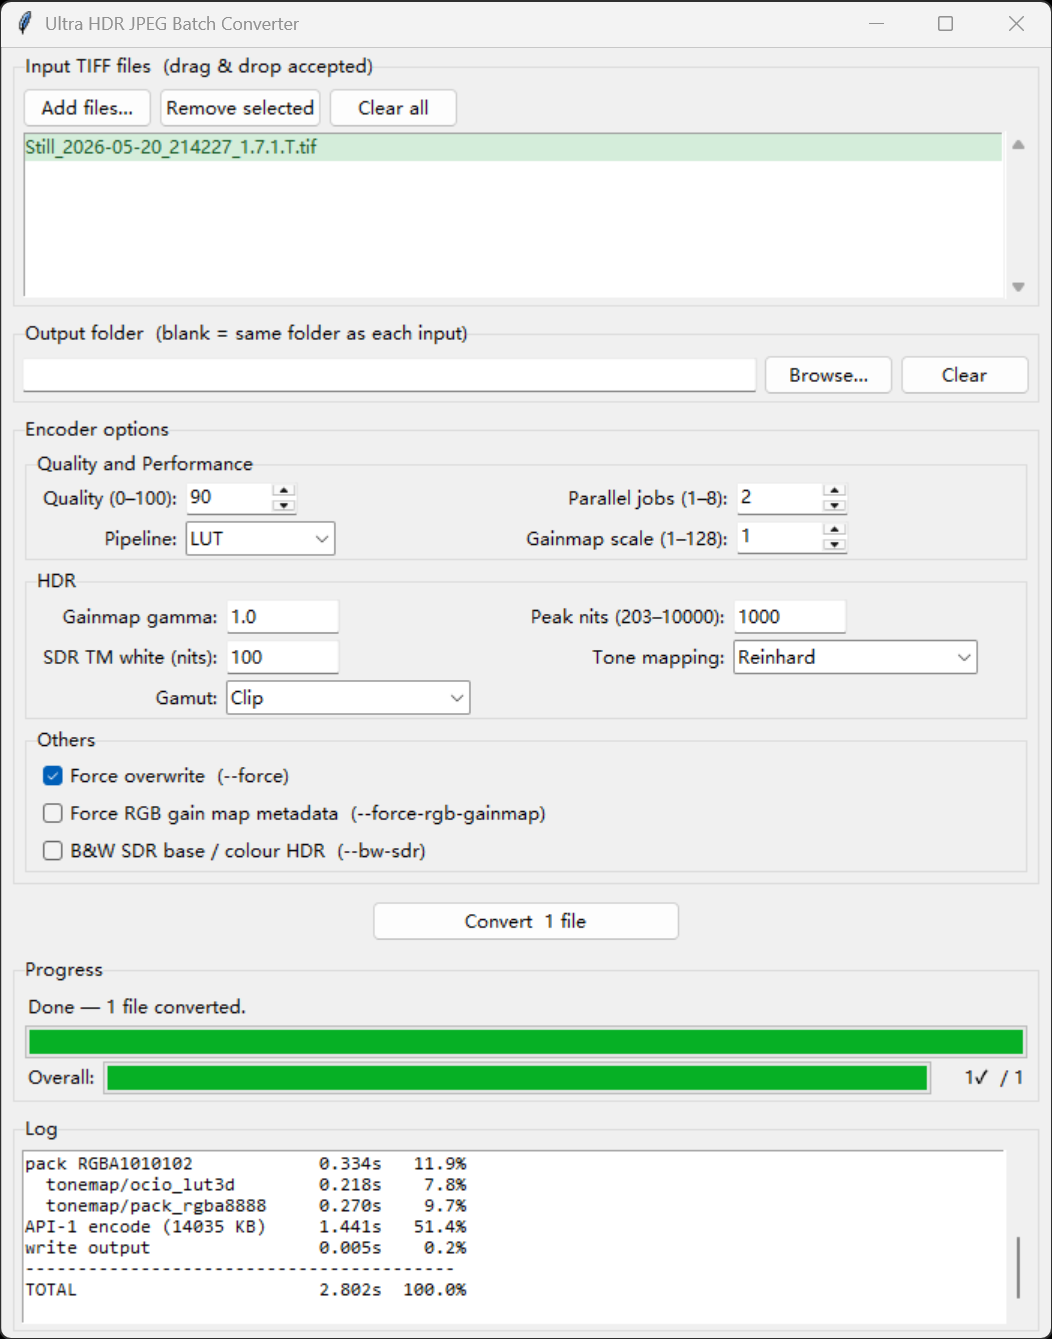 Ultra HDR JPEG Batch Converter
Input TIFF files (drag & drop accepted)
Add files... Remove selected Clear all
Still_2026-05-20_214227_1.7.1.T.tif
Output folder (blank = same folder as each input)
Browse... Clear
Encoder options
Quality and Performance
Quality (0–100): 90 Parallel jobs (1–8): 2
Pipeline: LUT Gainmap scale (1–128): 1
HDR
Gainmap gamma: 1.0 Peak nits (203–10000): 1000
SDR TM white (nits): 100 Tone mapping: Reinhard
Gamut: Clip
Others
Force overwrite (--force)
Force RGB gain map metadata (--force-rgb-gainmap)
B&W SDR base / colour HDR (--bw-sdr)
Convert 1 file
Progress
Done — 1 file converted.
Overall: 1✓ / 1
Log
pack RGBA1010102 0.334s 11.9%
tonemap/ocio_lut3d 0.218s 7.8%
tonemap/pack_rgba8888 0.270s 9.7%
API-1 encode (14035 KB) 1.441s 51.4%
write output 0.005s 0.2%
-----------------------------------------
TOTAL 2.802s 100.0%